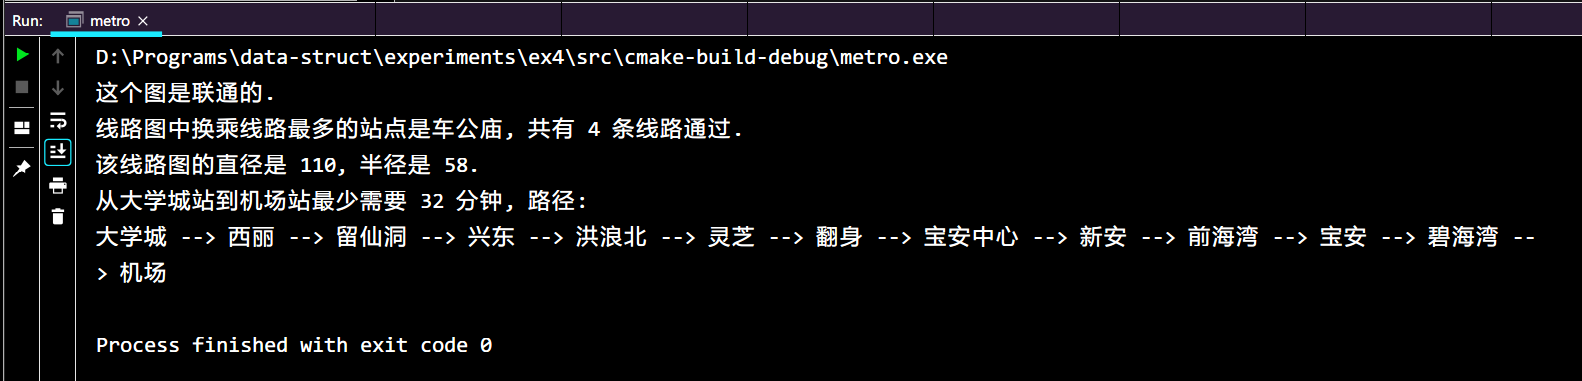 Run: metro ×
D:\Programs\data-struct\experiments\ex4\src\cmake-build-debug\metro.exe
这个图是联通的.
线路图中换乘线路最多的站点是车公庙, 共有 4 条线路通过.
该线路图的直径是 110, 半径是 58.
从大学城站到机场站最少需要 32 分钟, 路径:
大学城 --> 西丽 --> 留仙洞 --> 兴东 --> 洪浪北 --> 灵芝 --> 翻身 --> 宝安中心 --> 新安 --> 前海湾 --> 宝安 --> 碧海湾 --
> 机场
Process finished with exit code 0